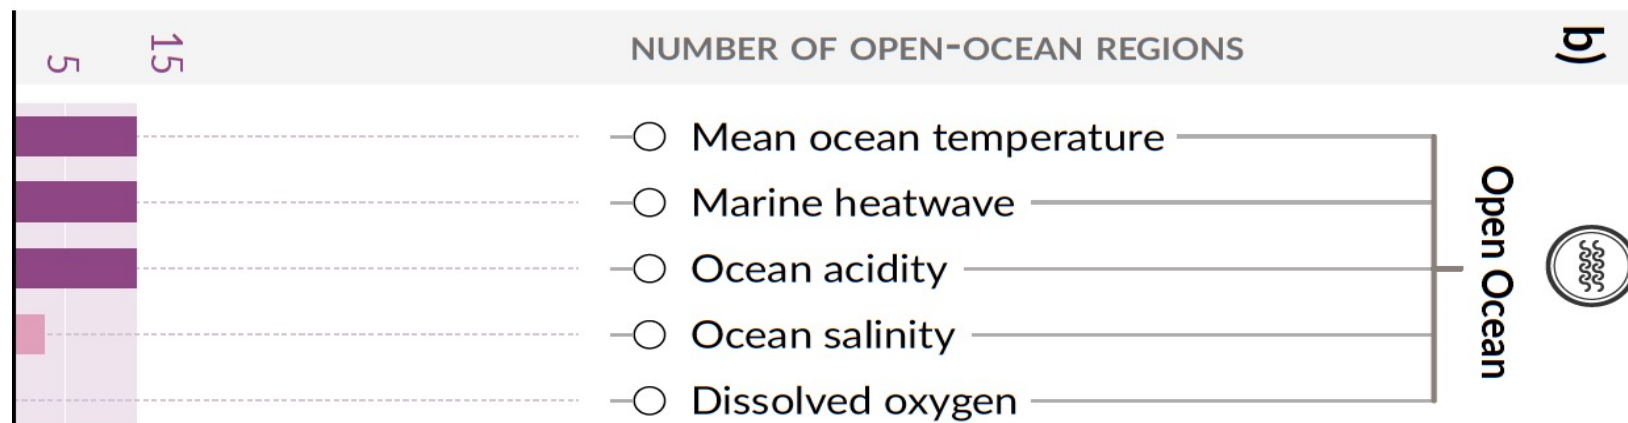 5
15
NUMBER OF OPEN-OCEAN REGIONS
b)
Mean ocean temperature
Marine heatwave
Ocean acidity
Ocean salinity
Dissolved oxygen
Open Ocean